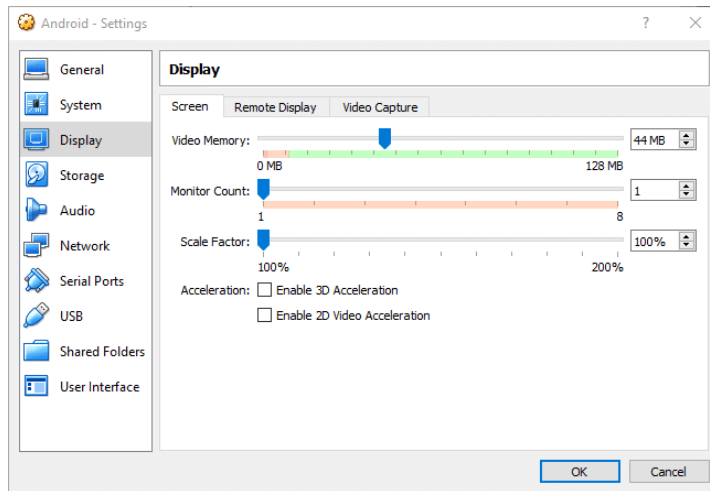 Android - Settings
?
General
System
Display
Storage
Audio
Network
Serial Ports
USB
Shared Folders
User Interface
Display
Screen
Remote Display
Video Capture
Video Memory:
44 MB
0 MB
128 MB
Monitor Count:
1
1
8
Scale Factor:
100%
100%
200%
Acceleration:
Enable 3D Acceleration
Enable 2D Video Acceleration
OK
Cancel